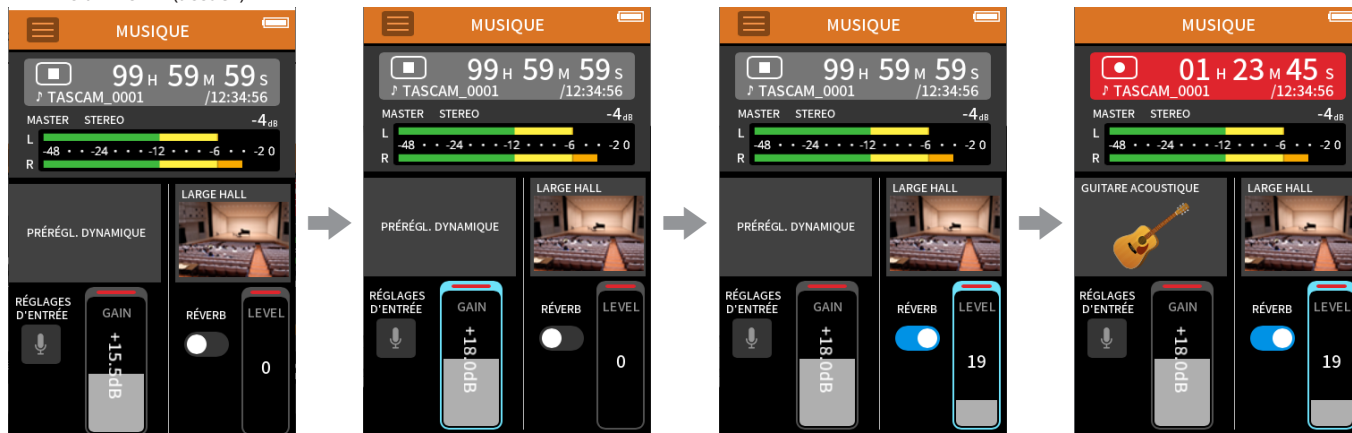 MUSIQUE
99 H 59 M 59 S
♪ TASCAM_0001 /12:34:56
MASTER STEREO -4 dB
L
-48 • • -24 • • • -12 • • • -6 • • -2 0
R
PRÉRÉGL. DYNAMIQUE
LARGE HALL
RÉGLAGES
D'ENTRÉE
GAIN
+15.5dB
RÉVERB
LEVEL
0
MUSIQUE
99 H 59 M 59 S
♪ TASCAM_0001 /12:34:56
MASTER STEREO -4 dB
L
-48 • • -24 • • • -12 • • • -6 • • -2 0
R
PRÉRÉGL. DYNAMIQUE
LARGE HALL
RÉGLAGES
D'ENTRÉE
GAIN
+18.0dB
RÉVERB
LEVEL
0
MUSIQUE
99 H 59 M 59 S
♪ TASCAM_0001 /12:34:56
MASTER STEREO -4 dB
L
-48 • • -24 • • • -12 • • • -6 • • -2 0
R
PRÉRÉGL. DYNAMIQUE
LARGE HALL
RÉGLAGES
D'ENTRÉE
GAIN
+18.0dB
RÉVERB
LEVEL
19
MUSIQUE
01 H 23 M 45 S
♪ TASCAM_0001 /12:34:56
MASTER STEREO -4 dB
L
-48 • • -24 • • • -12 • • • -6 • • -2 0
R
GUITARE ACOUSTIQUE
LARGE HALL
RÉGLAGES
D'ENTRÉE
GAIN
+18.0dB
RÉVERB
LEVEL
19